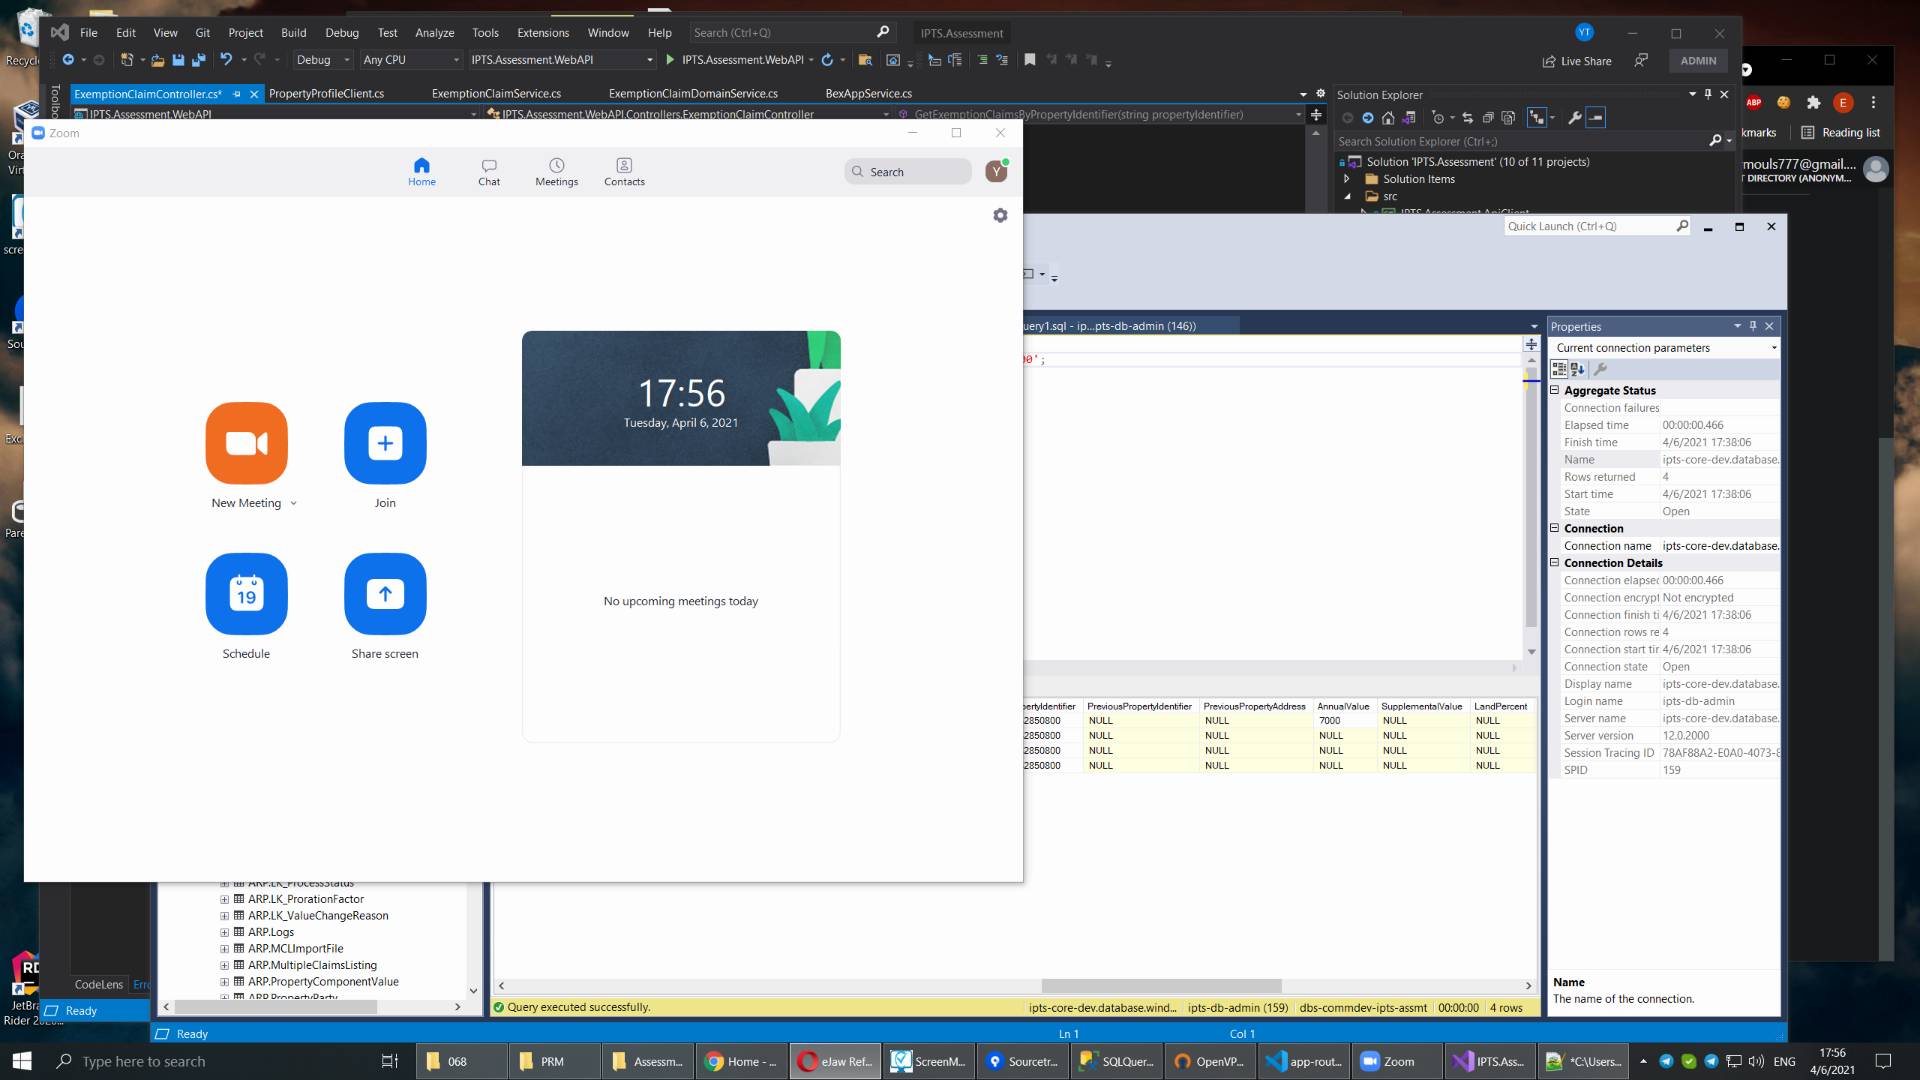 File Edit View Git Project Build Debug Test Analyze Tools Extensions Window Help Search (Ctrl+Q) IPTS.Assessment YT
Debug Any CPU IPTS.Assessment.WebAPI IPTS.Assessment.WebAPI Live Share ADMIN
ExemptionClaimController.cs* PropertyProfileClient.cs ExemptionClaimService.cs ExemptionClaimDomainService.cs BexAppService.cs
IPTS.Assessment.WebAPI IPTS.Assessment.WebAPI.Controllers.ExemptionClaimController GetExemptionClaimsByPropertyIdentifier(string propertyIdentifier)
Solution Explorer
Search Solution Explorer (Ctrl+;)
Solution 'IPTS.Assessment' (10 of 11 projects)
Solution Items
src
IPTS.Assessment.ApiClient
ABP E
Reading list
mouls777@gmail....
T DIRECTORY (ANONYM...
Zoom
Home Chat Meetings Contacts Search Y
17:56
Tuesday, April 6, 2021
New Meeting Join
19
Schedule Share screen
No upcoming meetings today
Quick Launch (Ctrl+Q)
uery1.sql - ip...pts-db-admin (146))
00';
Properties
Current connection parameters
Aggregate Status
Connection failures
Elapsed time 00:00:00.466
Finish time 4/6/2021 17:38:06
Name ipts-core-dev.database.
Rows returned 4
Start time 4/6/2021 17:38:06
State Open
Connection
Connection name ipts-core-dev.database.
Connection Details
Connection elapsec 00:00:00.466
Connection encrypt Not encrypted
Connection finish ti 4/6/2021 17:38:06
Connection rows re 4
Connection start tir 4/6/2021 17:38:06
Connection state Open
Display name ipts-core-dev.database.
Login name ipts-db-admin
Server name ipts-core-dev.database.
Server version 12.0.2000
Session Tracing ID 78AF88A2-E0A0-4073-8
SPID 159
Name
The name of the connection.
pertyIdentifier PreviousPropertyIdentifier PreviousPropertyAddress AnnualValue SupplementalValue LandPercent
2850800 NULL NULL 7000 NULL NULL
2850800 NULL NULL NULL NULL NULL
2850800 NULL NULL NULL NULL NULL
2850800 NULL NULL NULL NULL NULL
ARP.LK_ProcessStatus
ARP.LK_ProrationFactor
ARP.LK_ValueChangeReason
ARP.Logs
ARP.MCLImportFile
ARP.MultipleClaimsListing
ARP.PropertyComponentValue
ARP.PropertyParty
CodeLens
Ready
Query executed successfully. ipts-core-dev.database.wind... ipts-db-admin (159) dbs-commdev-ipts-assmt 00:00:00 4 rows
Ready Ln 1 Col 1
Type here to search 068 PRM Assessm... Home - ... eJaw Ref... ScreenM... Sourcetr... SQLQuer... OpenVP... app-rout... Zoom IPTS.Ass... *C:\Users... ENG 17:56
4/6/2021